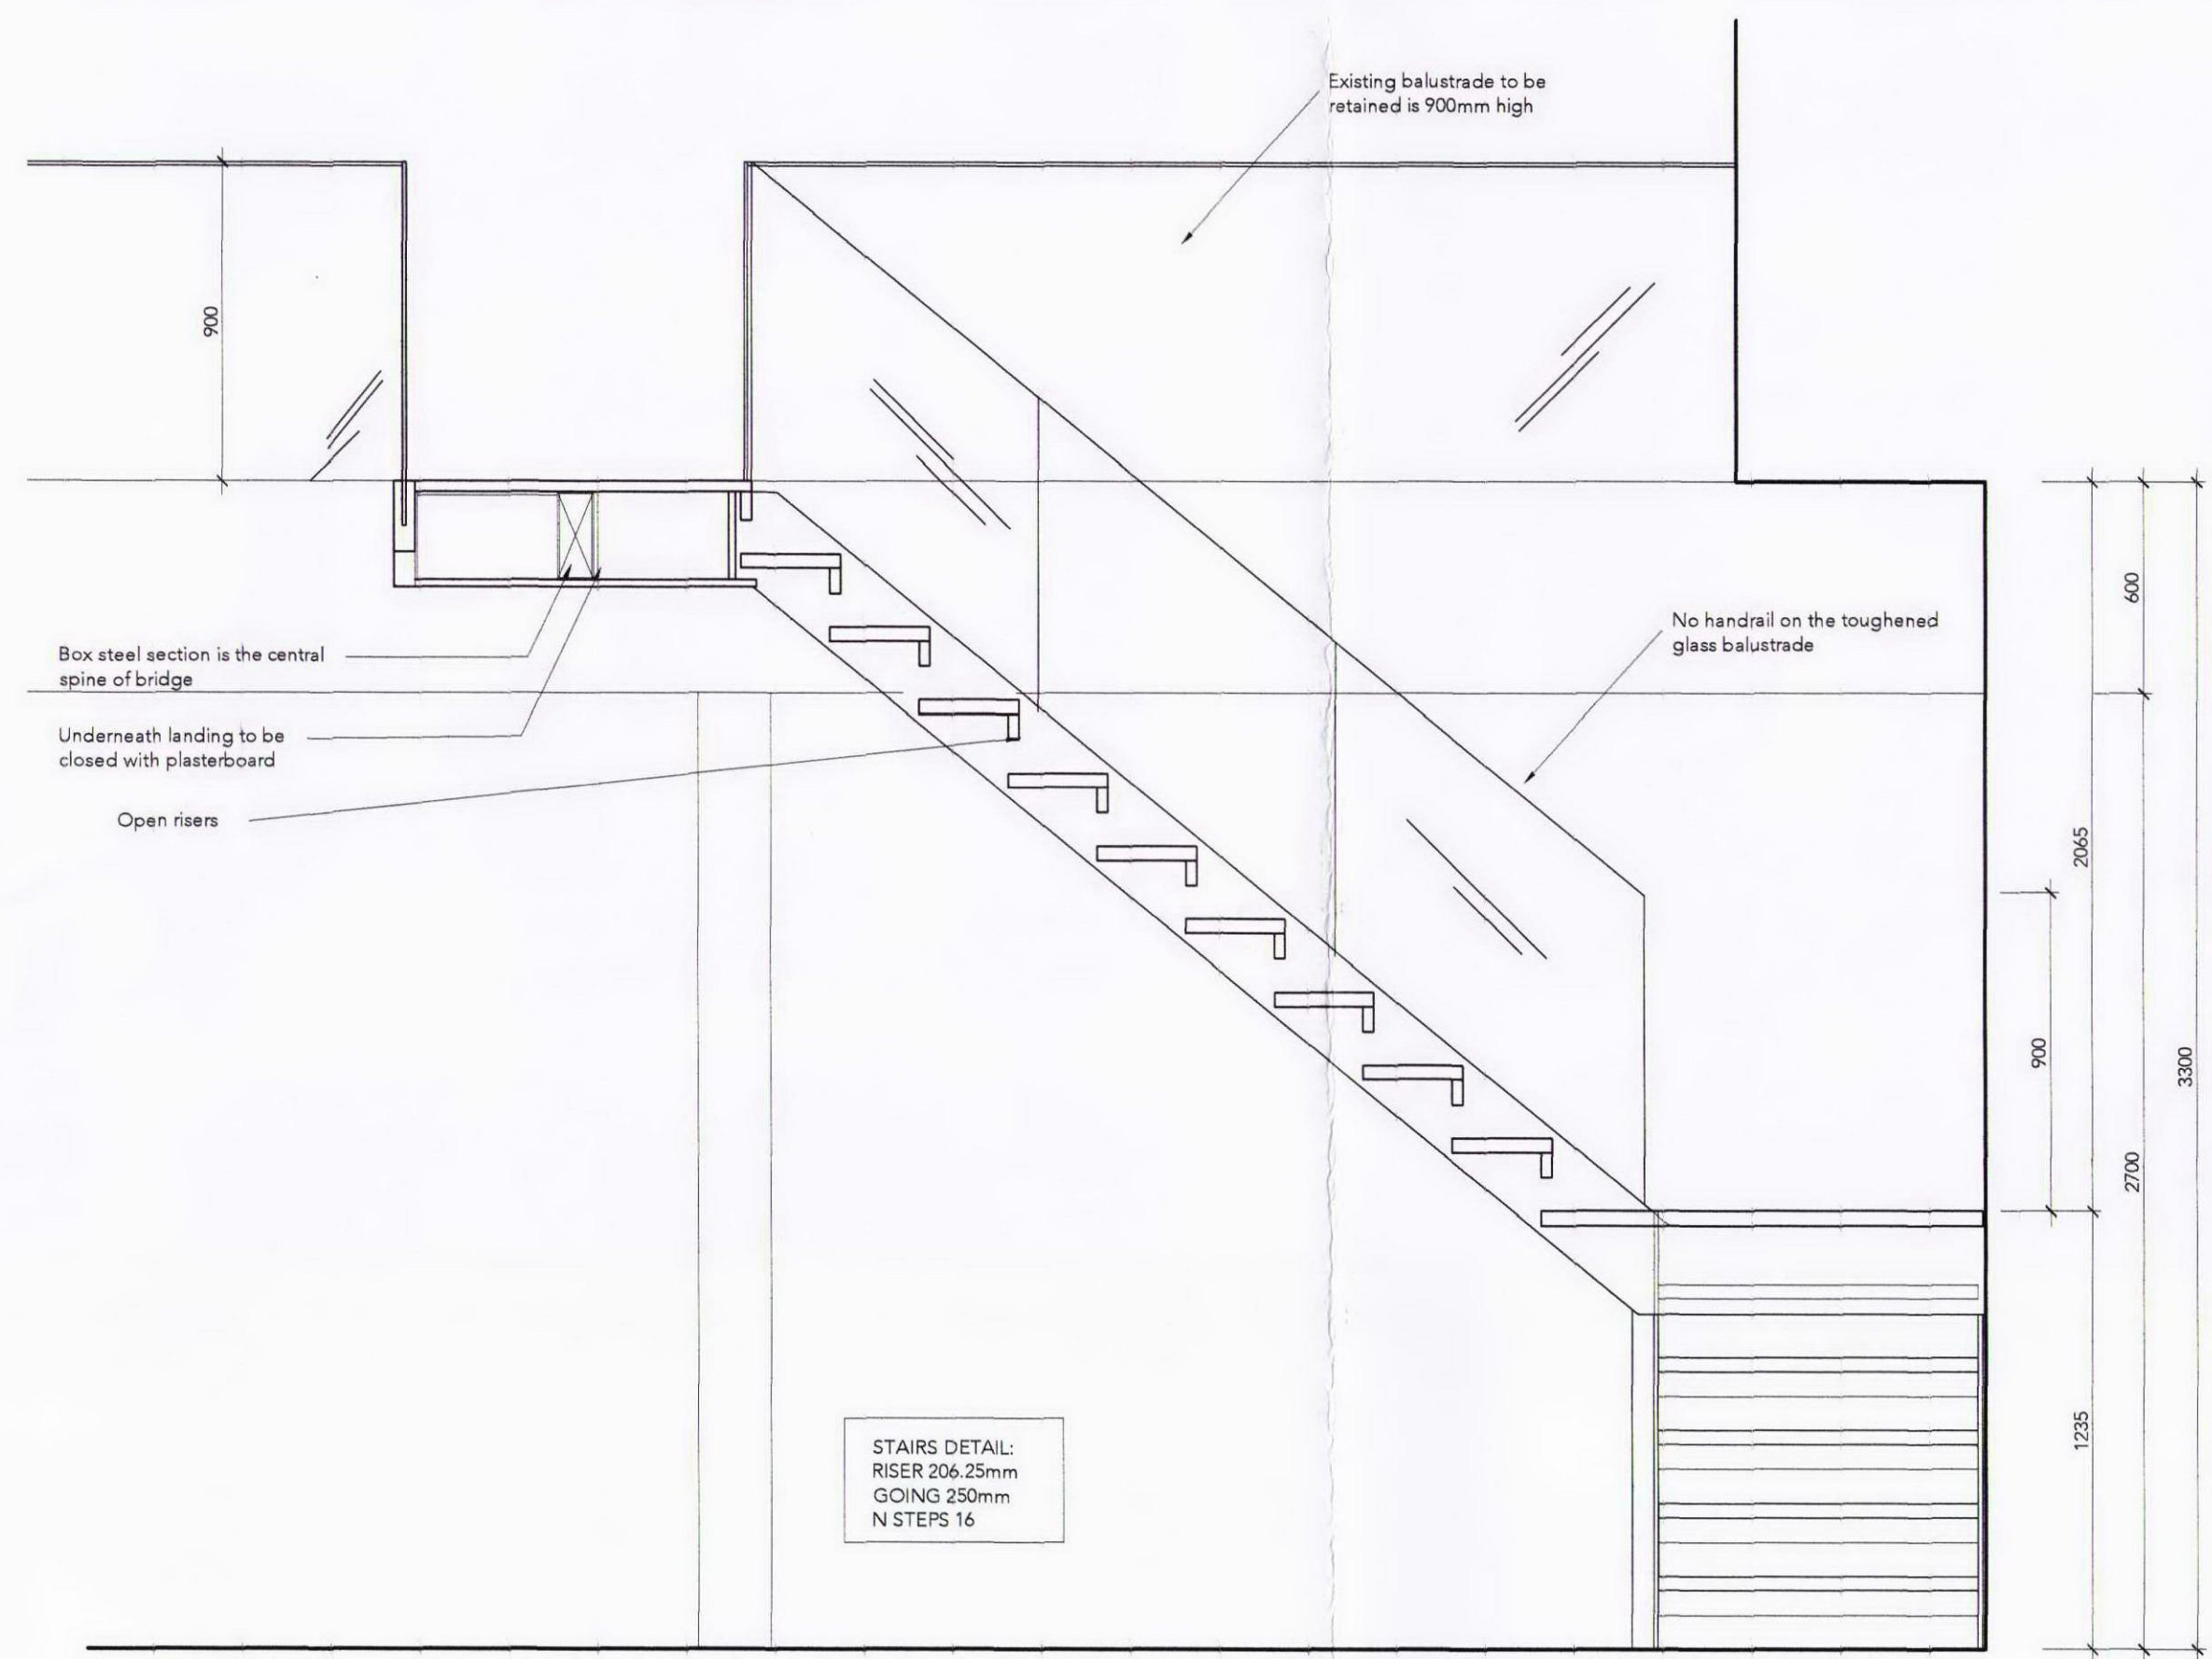 Existing balustrade to be
retained is 900mm high
900
No handrail on the toughened
glass balustrade
600
Box steel section is the central
spine of bridge
Underneath landing to be
closed with plasterboard
Open risers
2065
900
3300
2700
1235
STAIRS DETAIL:
RISER 206.25mm
GOING 250mm
N STEPS 16